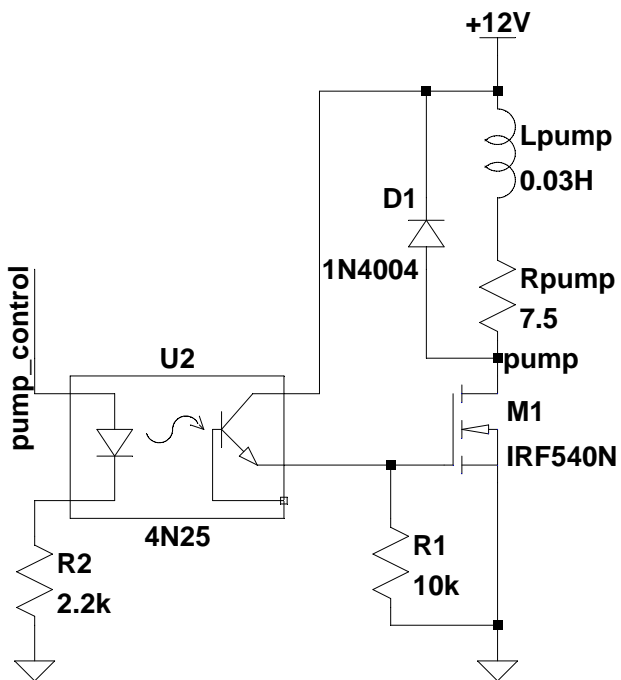 +12V
Lpump
0.03H
D1
1N4004
Rpump
7.5
pump_control
U2
pump
M1
IRF540N
4N25
R2
2.2k
R1
10k